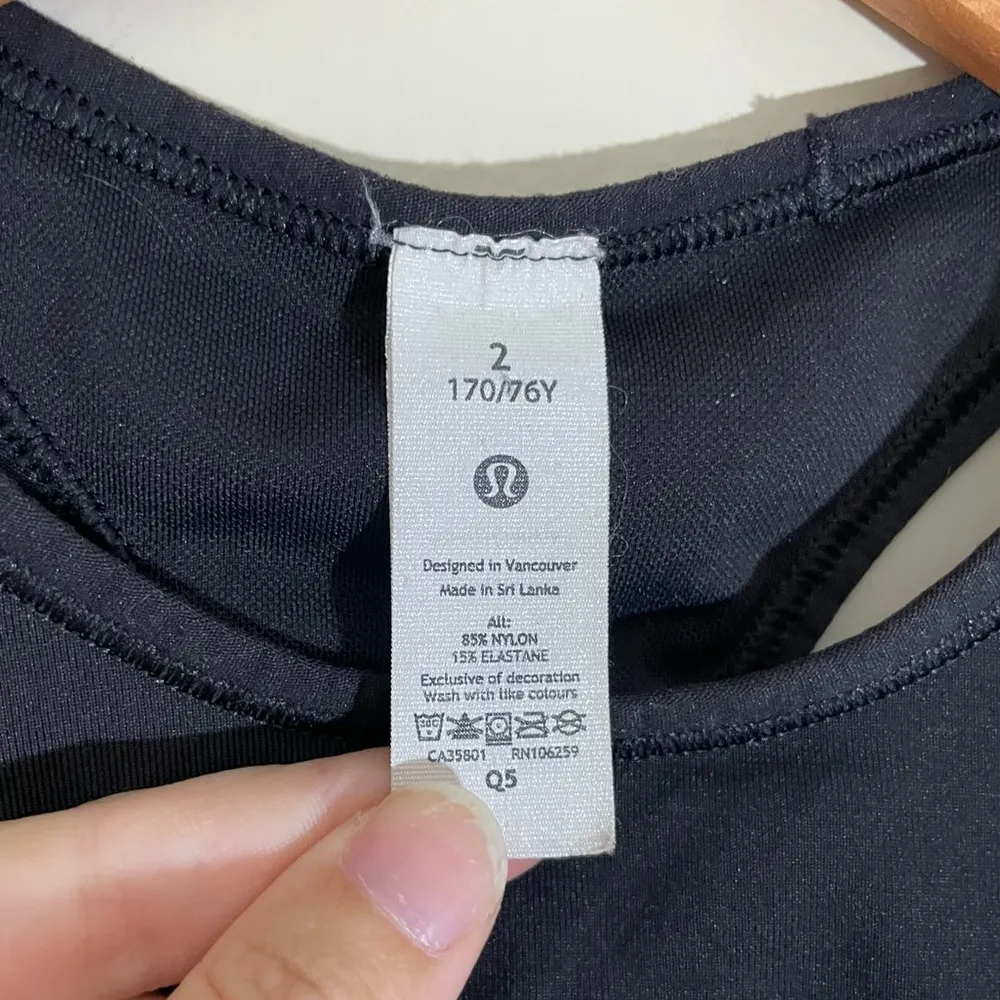 2
170/76Y
Designed in Vancouver
Made in Sri Lanka
Alt:
85% NYLON
15% ELASTANE
Exclusive of decoration
Wash with like colours
30C
CA35801 RN106259
Q5